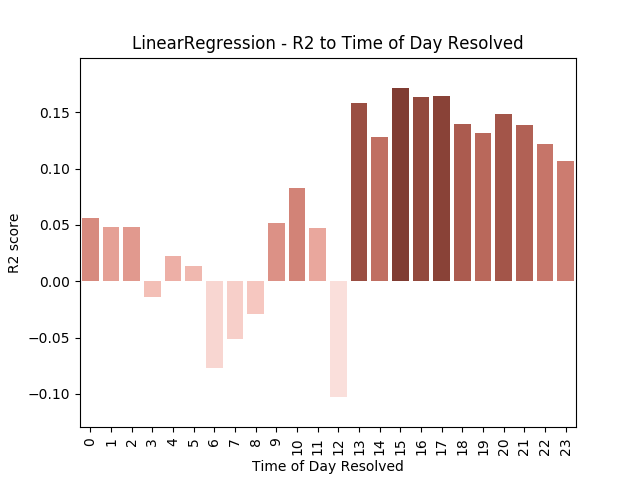 LinearRegression - R2 to Time of Day Resolved
R2 score
0.15
0.10
0.05
0.00
−0.05
−0.10
0 1 2 3 4 5 6 7 8 9 10 11 12 13 14 15 16 17 18 19 20 21 22 23
Time of Day Resolved